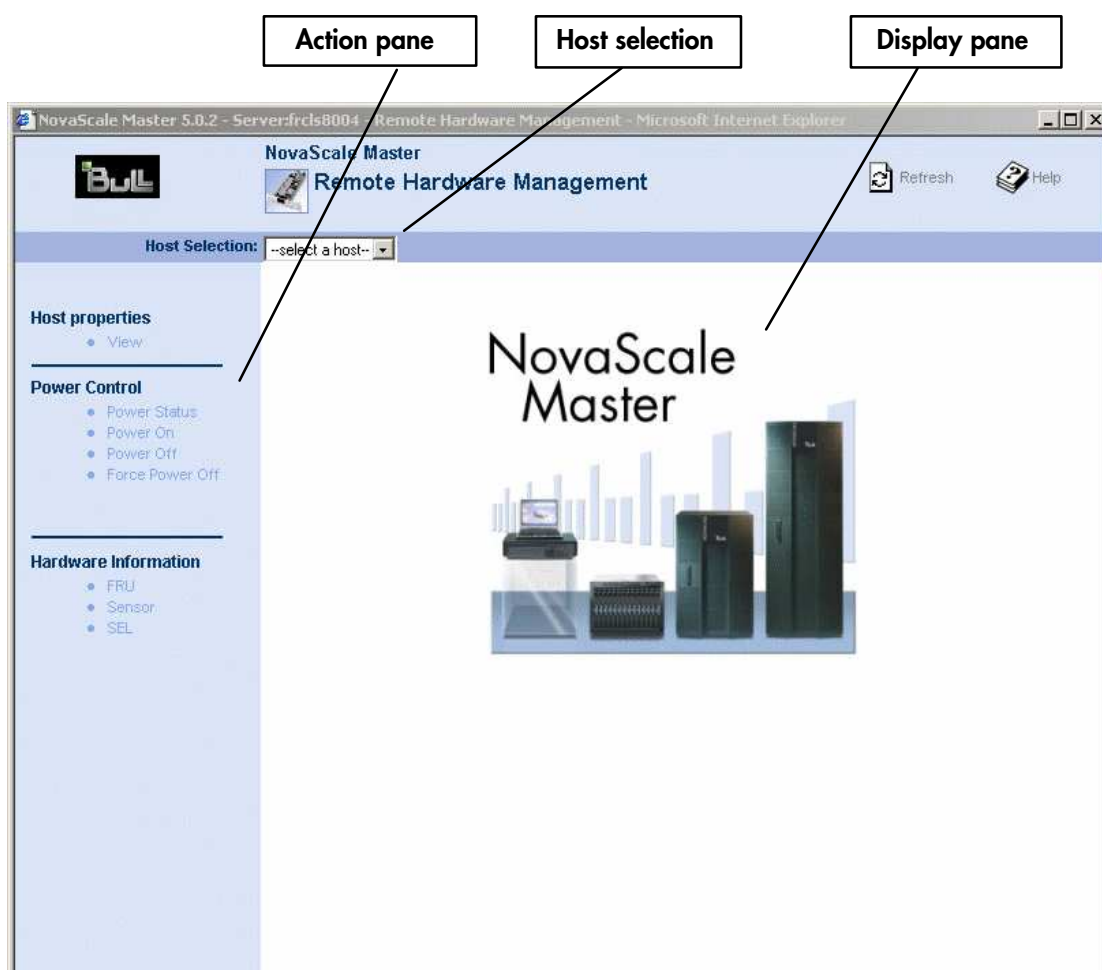 Action pane
Host selection
Display pane
NovaScale Master 5.0.2 - Server:frcls8004 - Remote Hardware Management - Microsoft Internet Explorer
Bull
NovaScale Master
Remote Hardware Management
Refresh
Help
Host Selection:
--select a host--
Host properties
View
Power Control
Power Status
Power On
Power Off
Force Power Off
Hardware Information
FRU
Sensor
SEL
NovaScale
Master